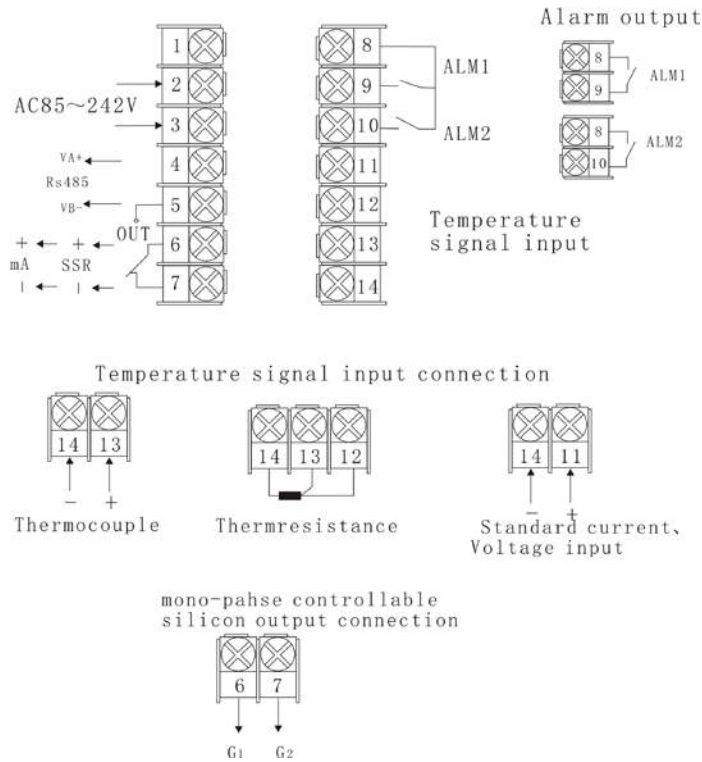 Alarm output
1
2
3
4
5
6
7
AC85～242V
VA+
Rs485
VB-
OUT
+ +
mA SSR
− −
8
9
10
11
12
13
14
ALM1
ALM2
8
9
ALM1
8
10
ALM2
Temperature
signal input
Temperature signal input connection
14 13
− +
Thermocouple
14 13 12
Thermresistance
14 11
− +
Standard current、
Voltage input
mono-pahse controllable
silicon output connection
6 7
G1 G2